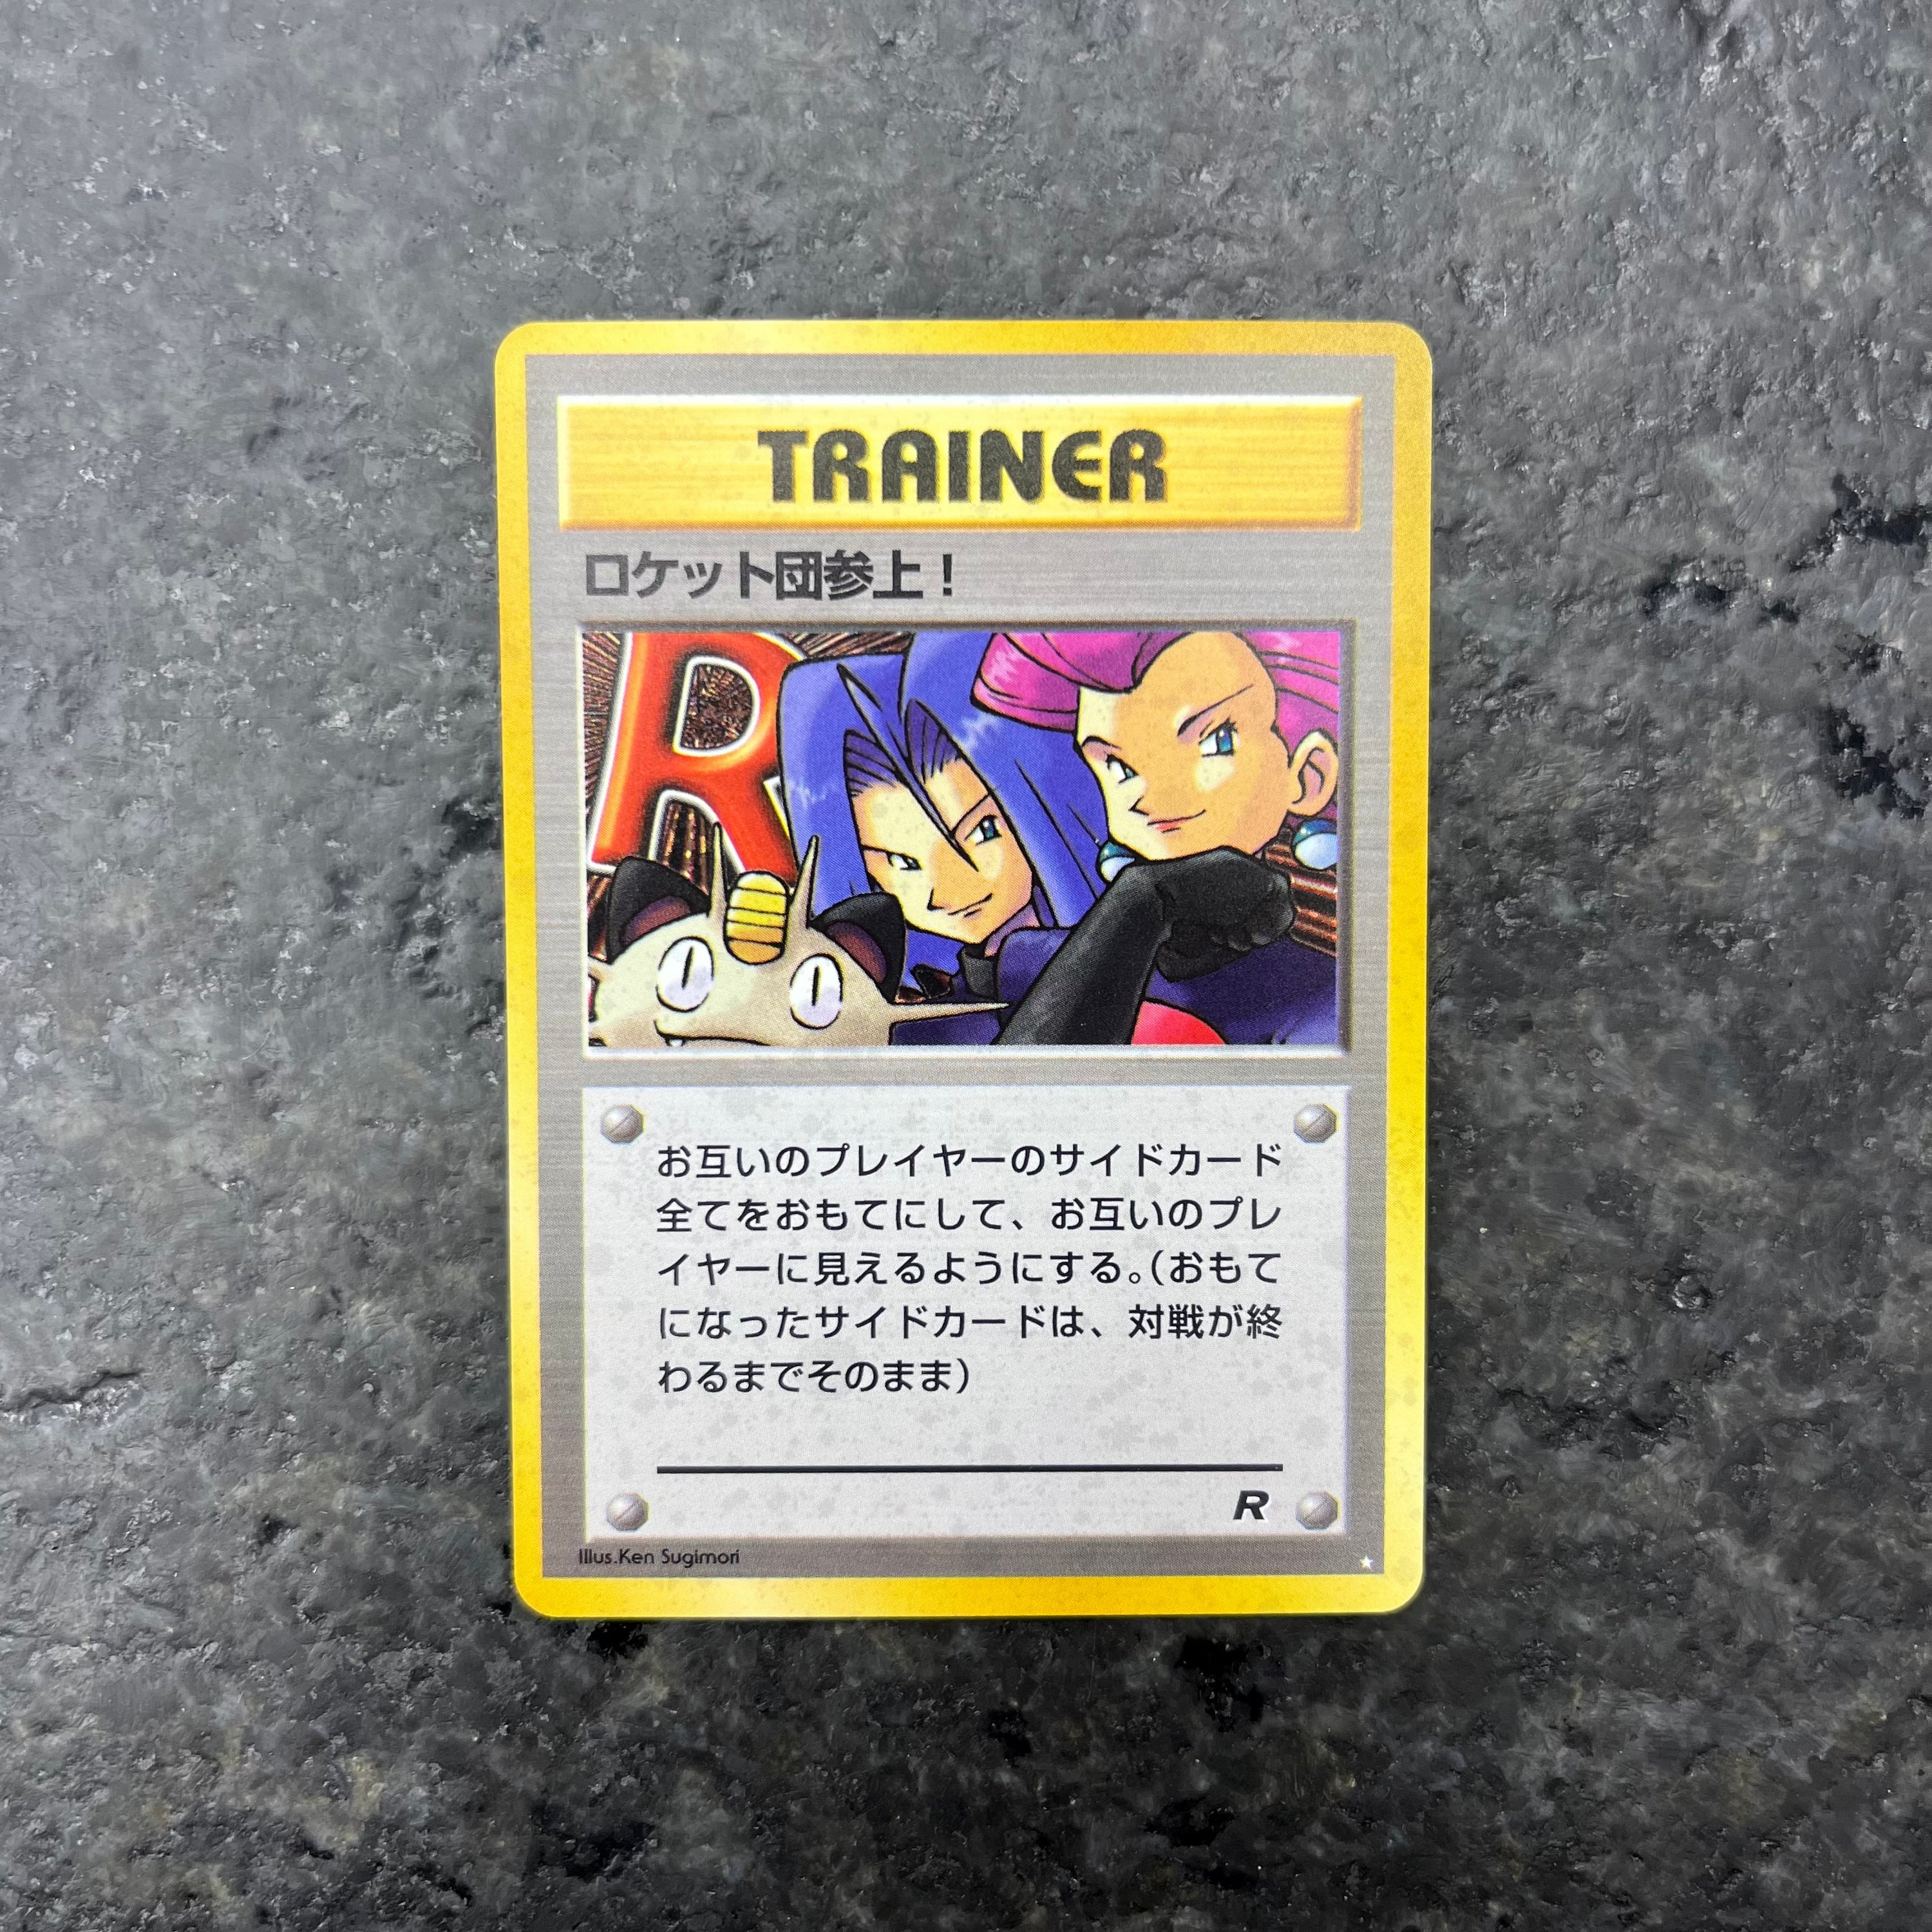 TRAINER
ロケット団参上！
R
お互いのプレイヤーのサイドカード
全てをおもてにして、お互いのプレ
イヤーに見えるようにする。（おもて
になったサイドカードは、対戦が終
わるまでそのまま）
R
Illus.Ken Sugimori